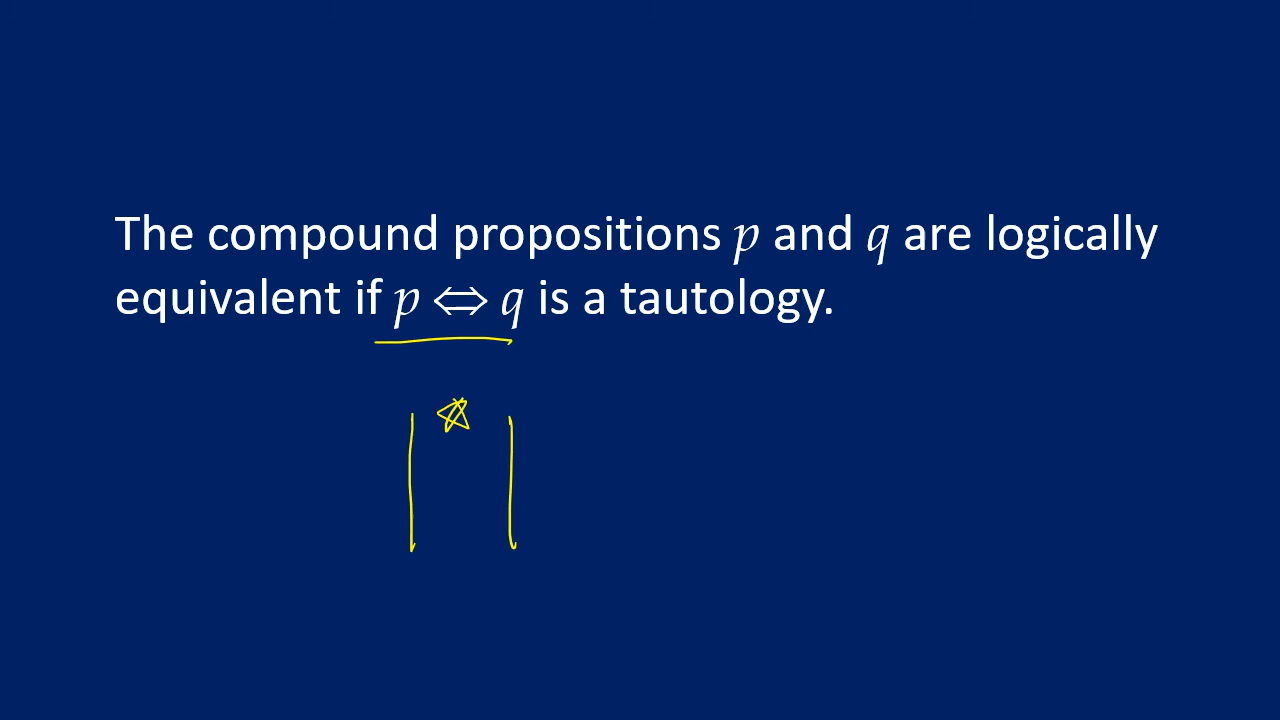 The compound propositions p and q are logically
equivalent if p ⇔ q is a tautology.